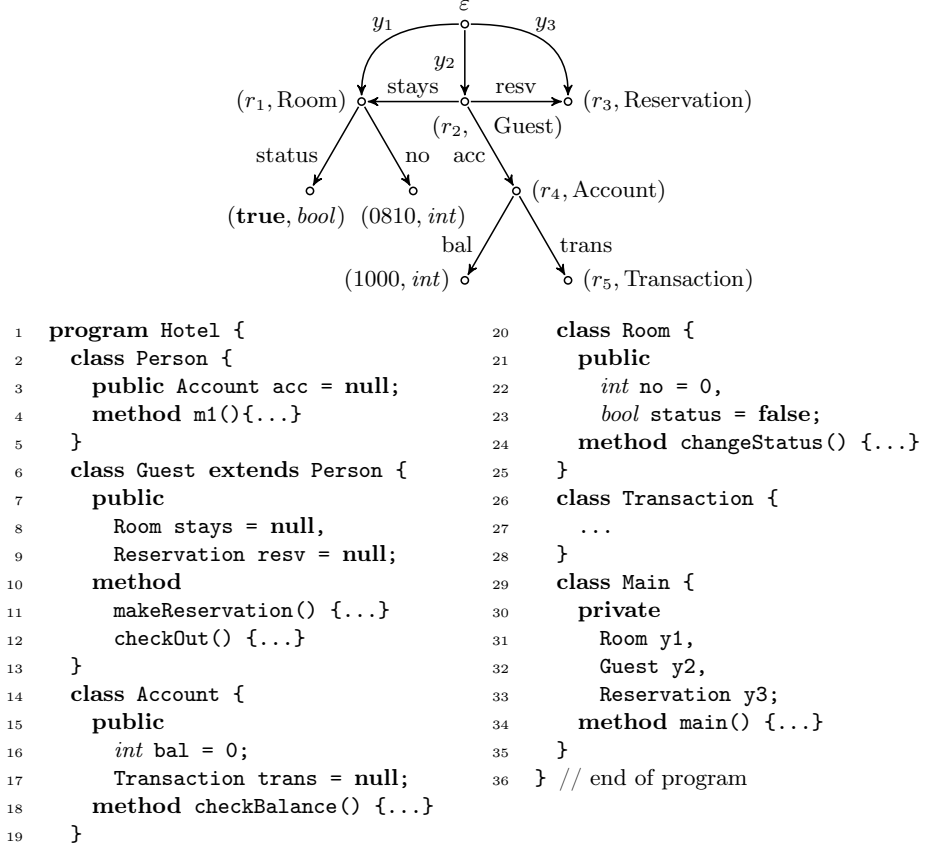 ε
y1 y3
y2
stays resv
(r1, Room) (r3, Reservation)
(r2, Guest)
status no acc
(r4, Account)
(true, bool) (0810, int)
bal trans
(1000, int) (r5, Transaction)
1 program Hotel {
2 class Person {
3 public Account acc = null;
4 method m1(){...}
5 }
6 class Guest extends Person {
7 public
8 Room stays = null,
9 Reservation resv = null;
10 method
11 makeReservation() {...}
12 checkOut() {...}
13 }
14 class Account {
15 public
16 int bal = 0;
17 Transaction trans = null;
18 method checkBalance() {...}
19 }
20 class Room {
21 public
22 int no = 0,
23 bool status = false;
24 method changeStatus() {...}
25 }
26 class Transaction {
27 ...
28 }
29 class Main {
30 private
31 Room y1,
32 Guest y2,
33 Reservation y3;
34 method main() {...}
35 }
36 } // end of program